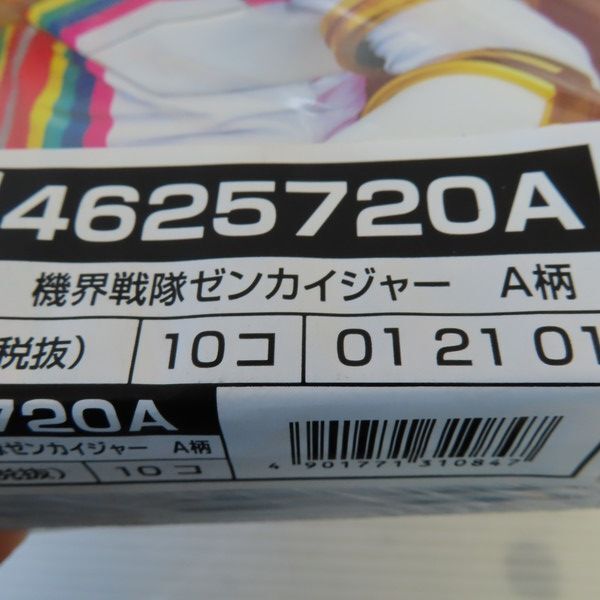 4625720A
機界戦隊ゼンカイジャー A柄
税抜) 10コ 01 21 01
720A
ゼンカイジャー A柄
税抜) 10コ
4 901771 310847